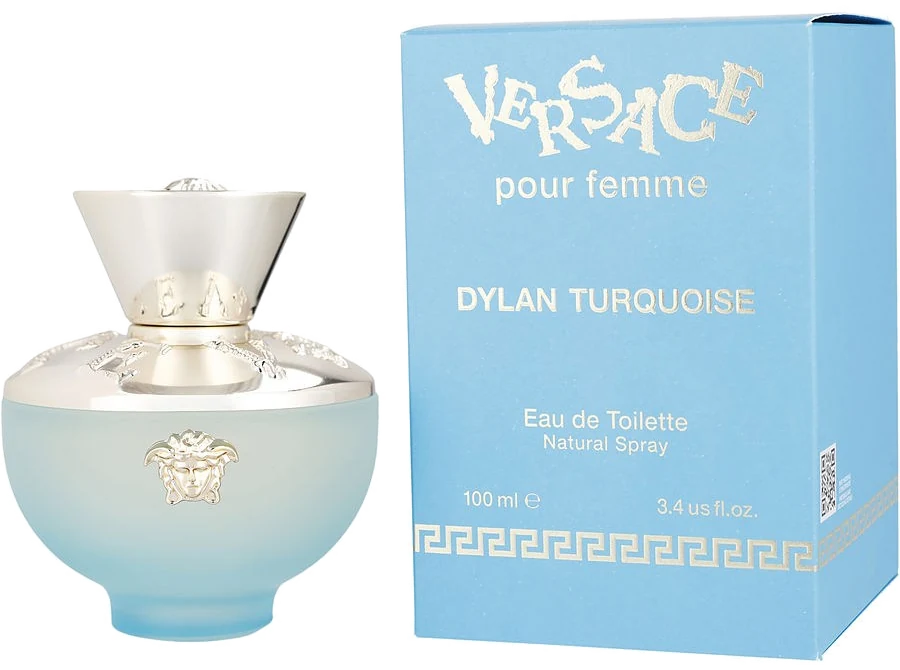 VERSACE
pour femme
DYLAN TURQUOISE
Eau de Toilette
Natural Spray
100 ml ℮
3.4 us fl.oz.